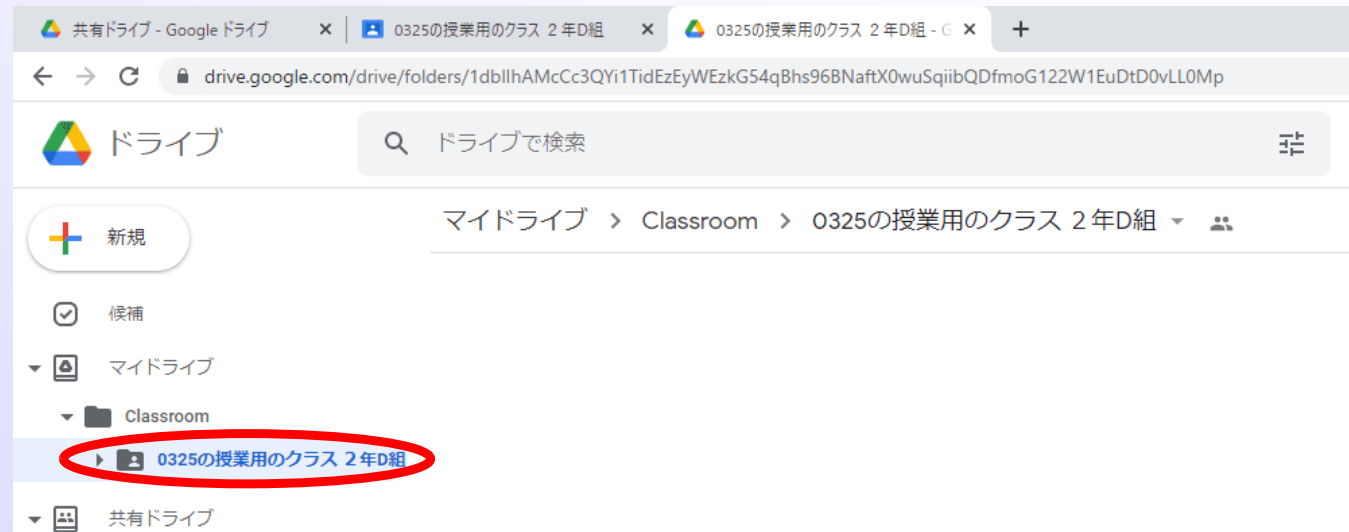 共有ドライブ - Google ドライブ
0325の授業用のクラス ２年D組
0325の授業用のクラス ２年D組 - G
drive.google.com/drive/folders/1dbllhAMcCc3QYi1TidEzEyWEzkG54qBhs96BNaftX0wuSqiibQDfmoG122W1EuDtD0vLL0Mp
ドライブ
ドライブで検索
新規
マイドライブ > Classroom > 0325の授業用のクラス ２年D組
候補
マイドライブ
Classroom
0325の授業用のクラス ２年D組
共有ドライブ